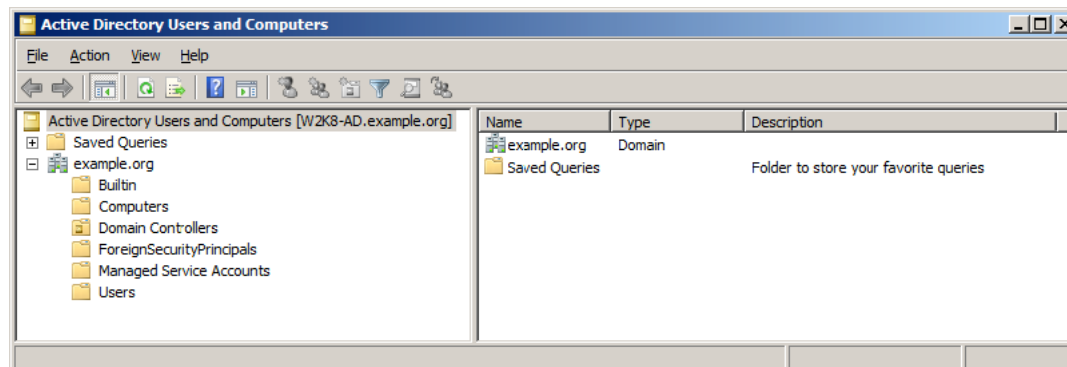 Active Directory Users and Computers
File Action View Help
Active Directory Users and Computers [W2K8-AD.example.org]
Saved Queries
example.org
Builtin
Computers
Domain Controllers
ForeignSecurityPrincipals
Managed Service Accounts
Users
Name Type Description
example.org Domain
Saved Queries Folder to store your favorite queries